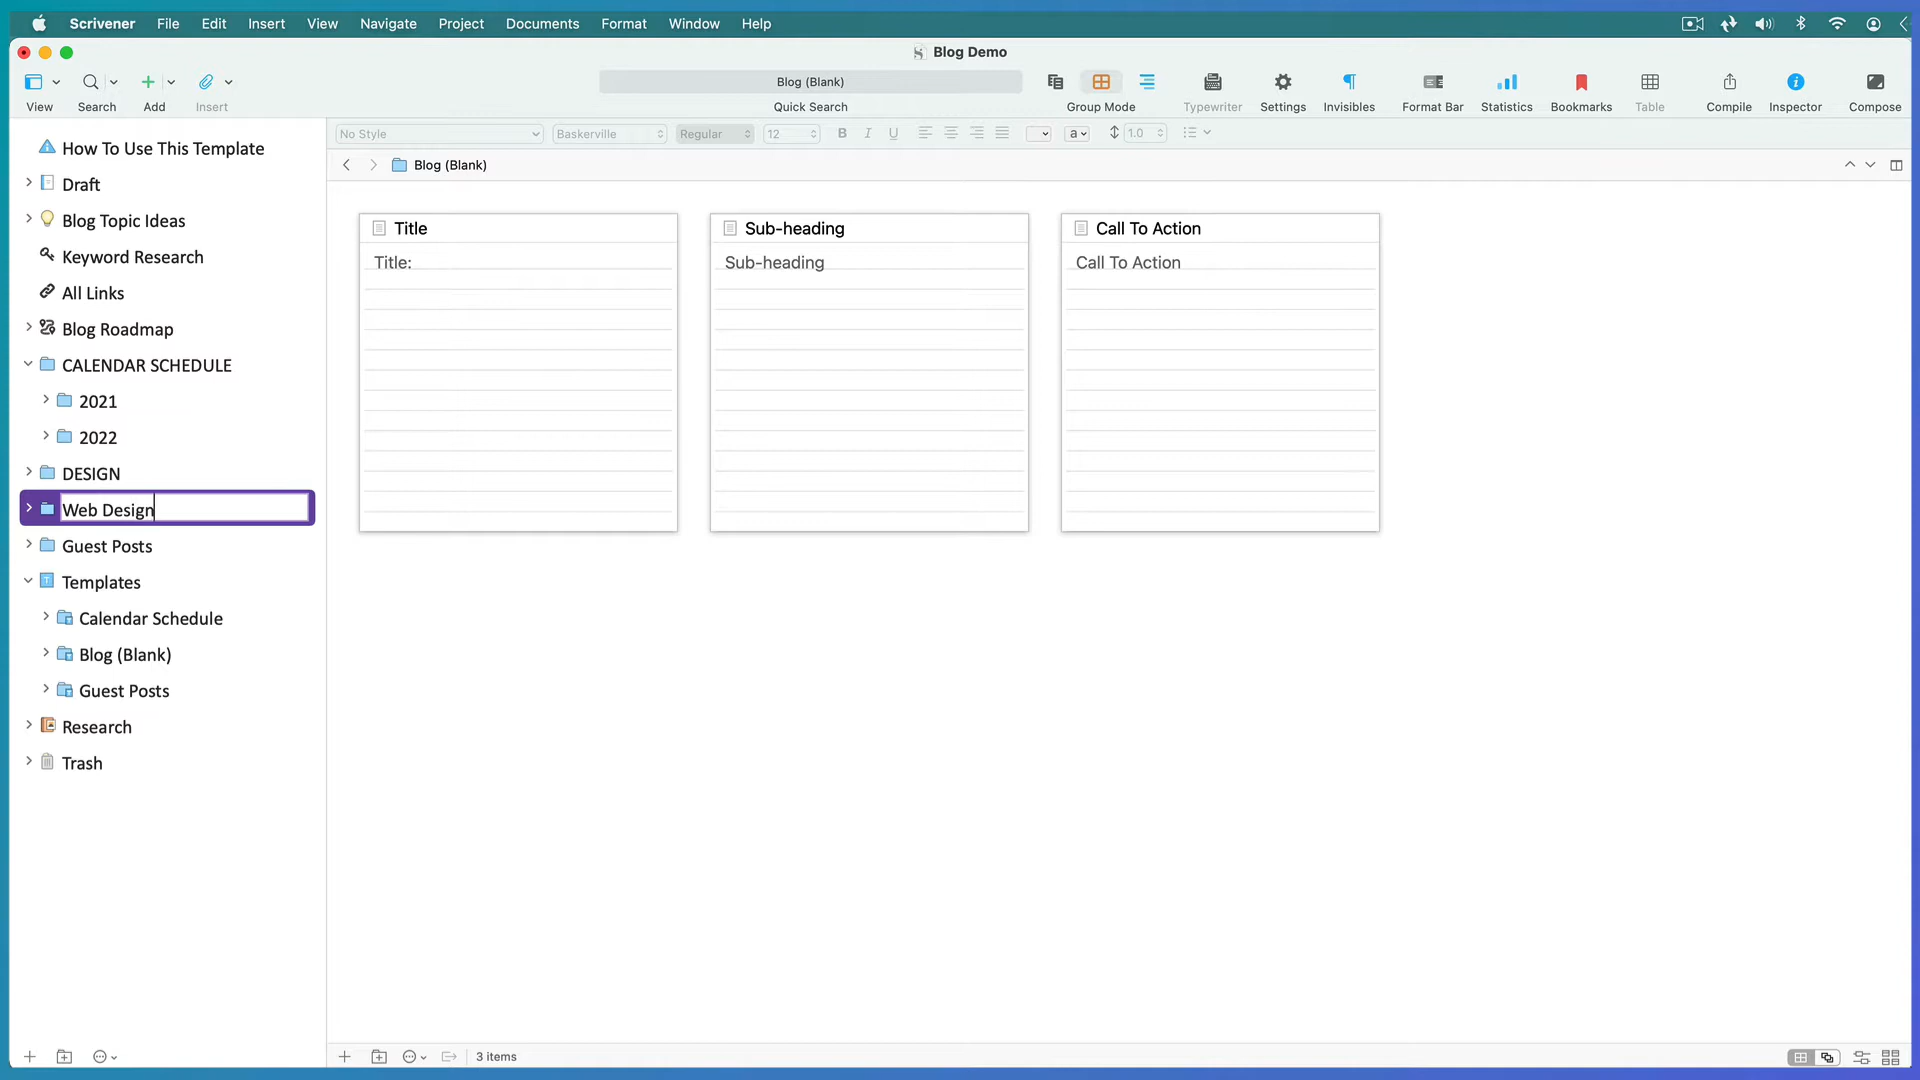 Scrivener File Edit Insert View Navigate Project Documents Format Window Help
Blog Demo
Blog (Blank)
View Search Add Insert Quick Search Group Mode Typewriter Settings Invisibles Format Bar Statistics Bookmarks Table Compile Inspector Compose
No Style Baskerville Regular 12 B I U a 1.0
Blog (Blank)
How To Use This Template
Draft
Blog Topic Ideas
Keyword Research
All Links
Blog Roadmap
CALENDAR SCHEDULE
2021
2022
DESIGN
Web Design
Guest Posts
Templates
Calendar Schedule
Blog (Blank)
Guest Posts
Research
Trash
Title
Title:
Sub-heading
Sub-heading
Call To Action
Call To Action
3 items